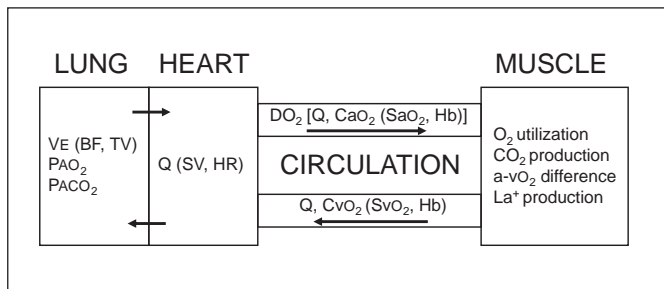 LUNG HEART MUSCLE
DO₂ [Q, CaO₂ (SaO₂, Hb)]
VE (BF, TV)
PAO₂
PACO₂
Q (SV, HR)
CIRCULATION
O₂ utilization
CO₂ production
a-vO₂ difference
La⁺ production
Q, CvO₂ (SvO₂, Hb)